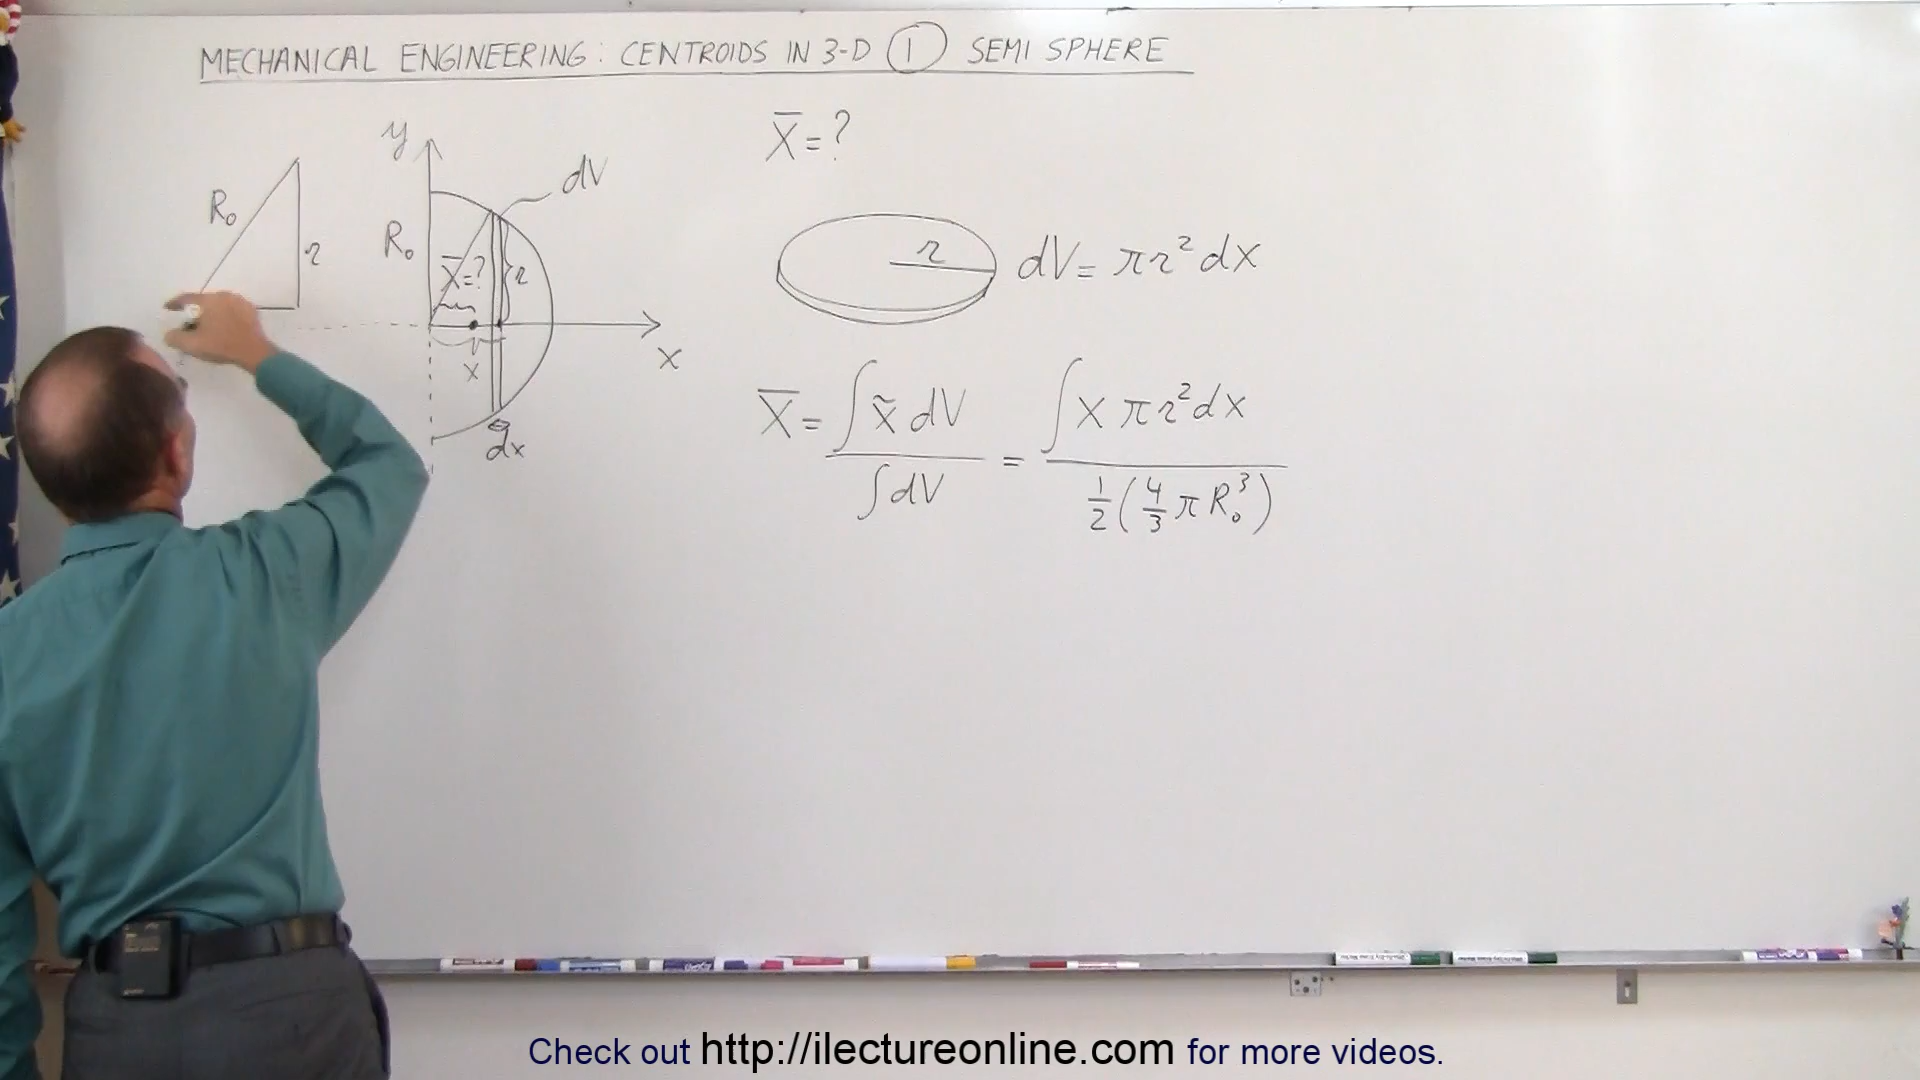 MECHANICAL ENGINEERING: CENTROIDS IN 3-D ① SEMI SPHERE
X̅ = ?
y
dV
R₀
r
R₀
X̅=?
r
x
x
dx
r
dV = πr²dx
X̅ = ∫ x̃ dV / ∫dV = ∫ x πr²dx / ½(4/3 πR₀³)
Check out http://ilectureonline.com for more videos.